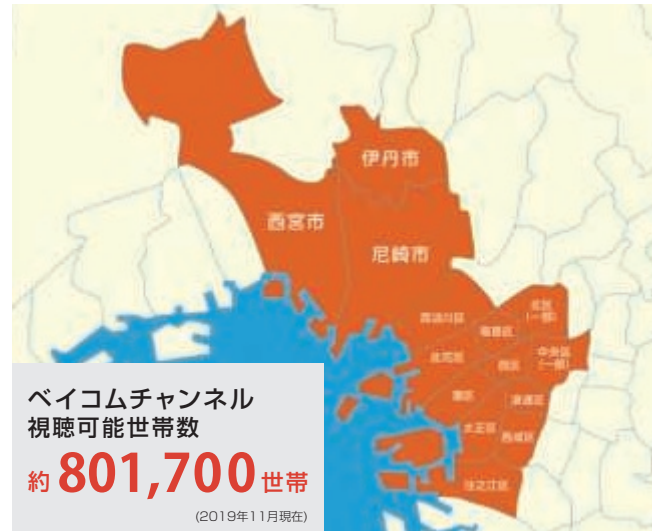 伊丹市
西宮市
尼崎市
西淀川区
福島区
北区
(一部)
此花区
西区
中央区
(一部)
港区
浪速区
大正区
西成区
住之江区
ベイコムチャンネル
視聴可能世帯数
約 801,700 世帯
(2019年11月現在)